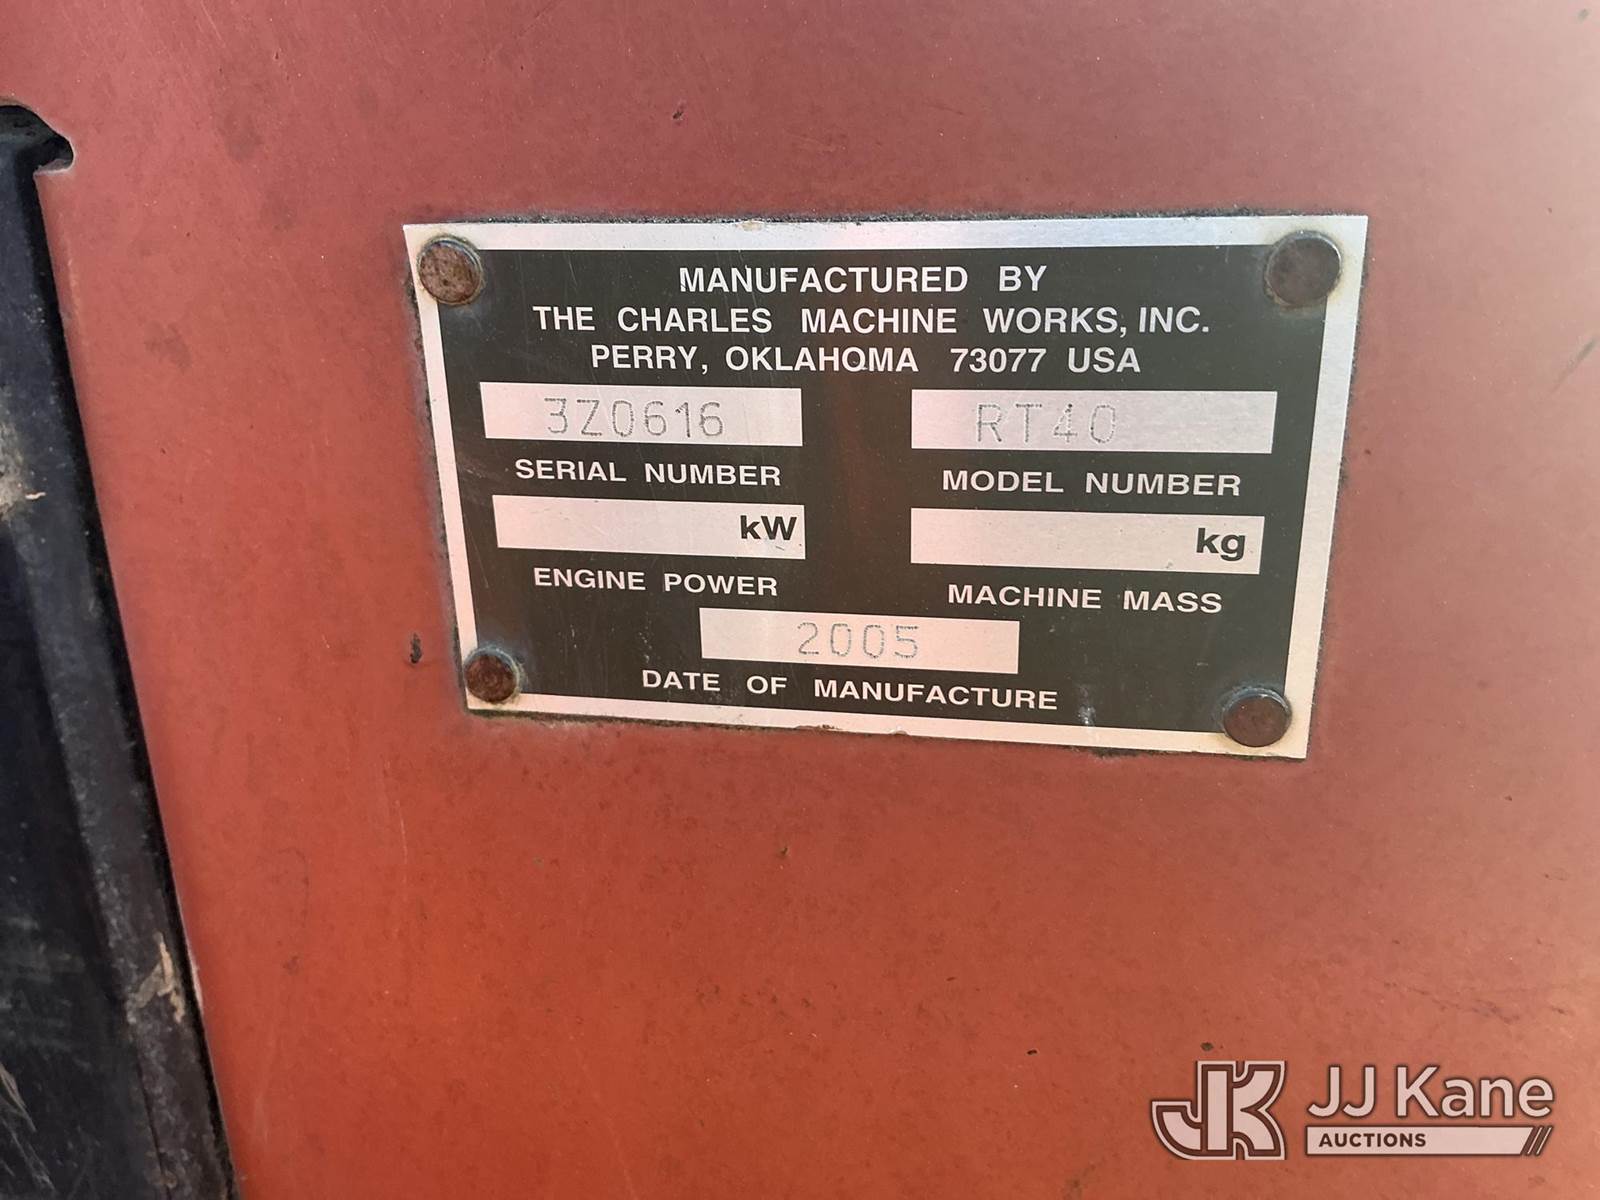 MANUFACTURED BY
THE CHARLES MACHINE WORKS, INC.
PERRY, OKLAHOMA 73077 USA
3Z0616 RT40
SERIAL NUMBER MODEL NUMBER
kW kg
ENGINE POWER MACHINE MASS
2005
DATE OF MANUFACTURE
JK JJ Kane
AUCTIONS